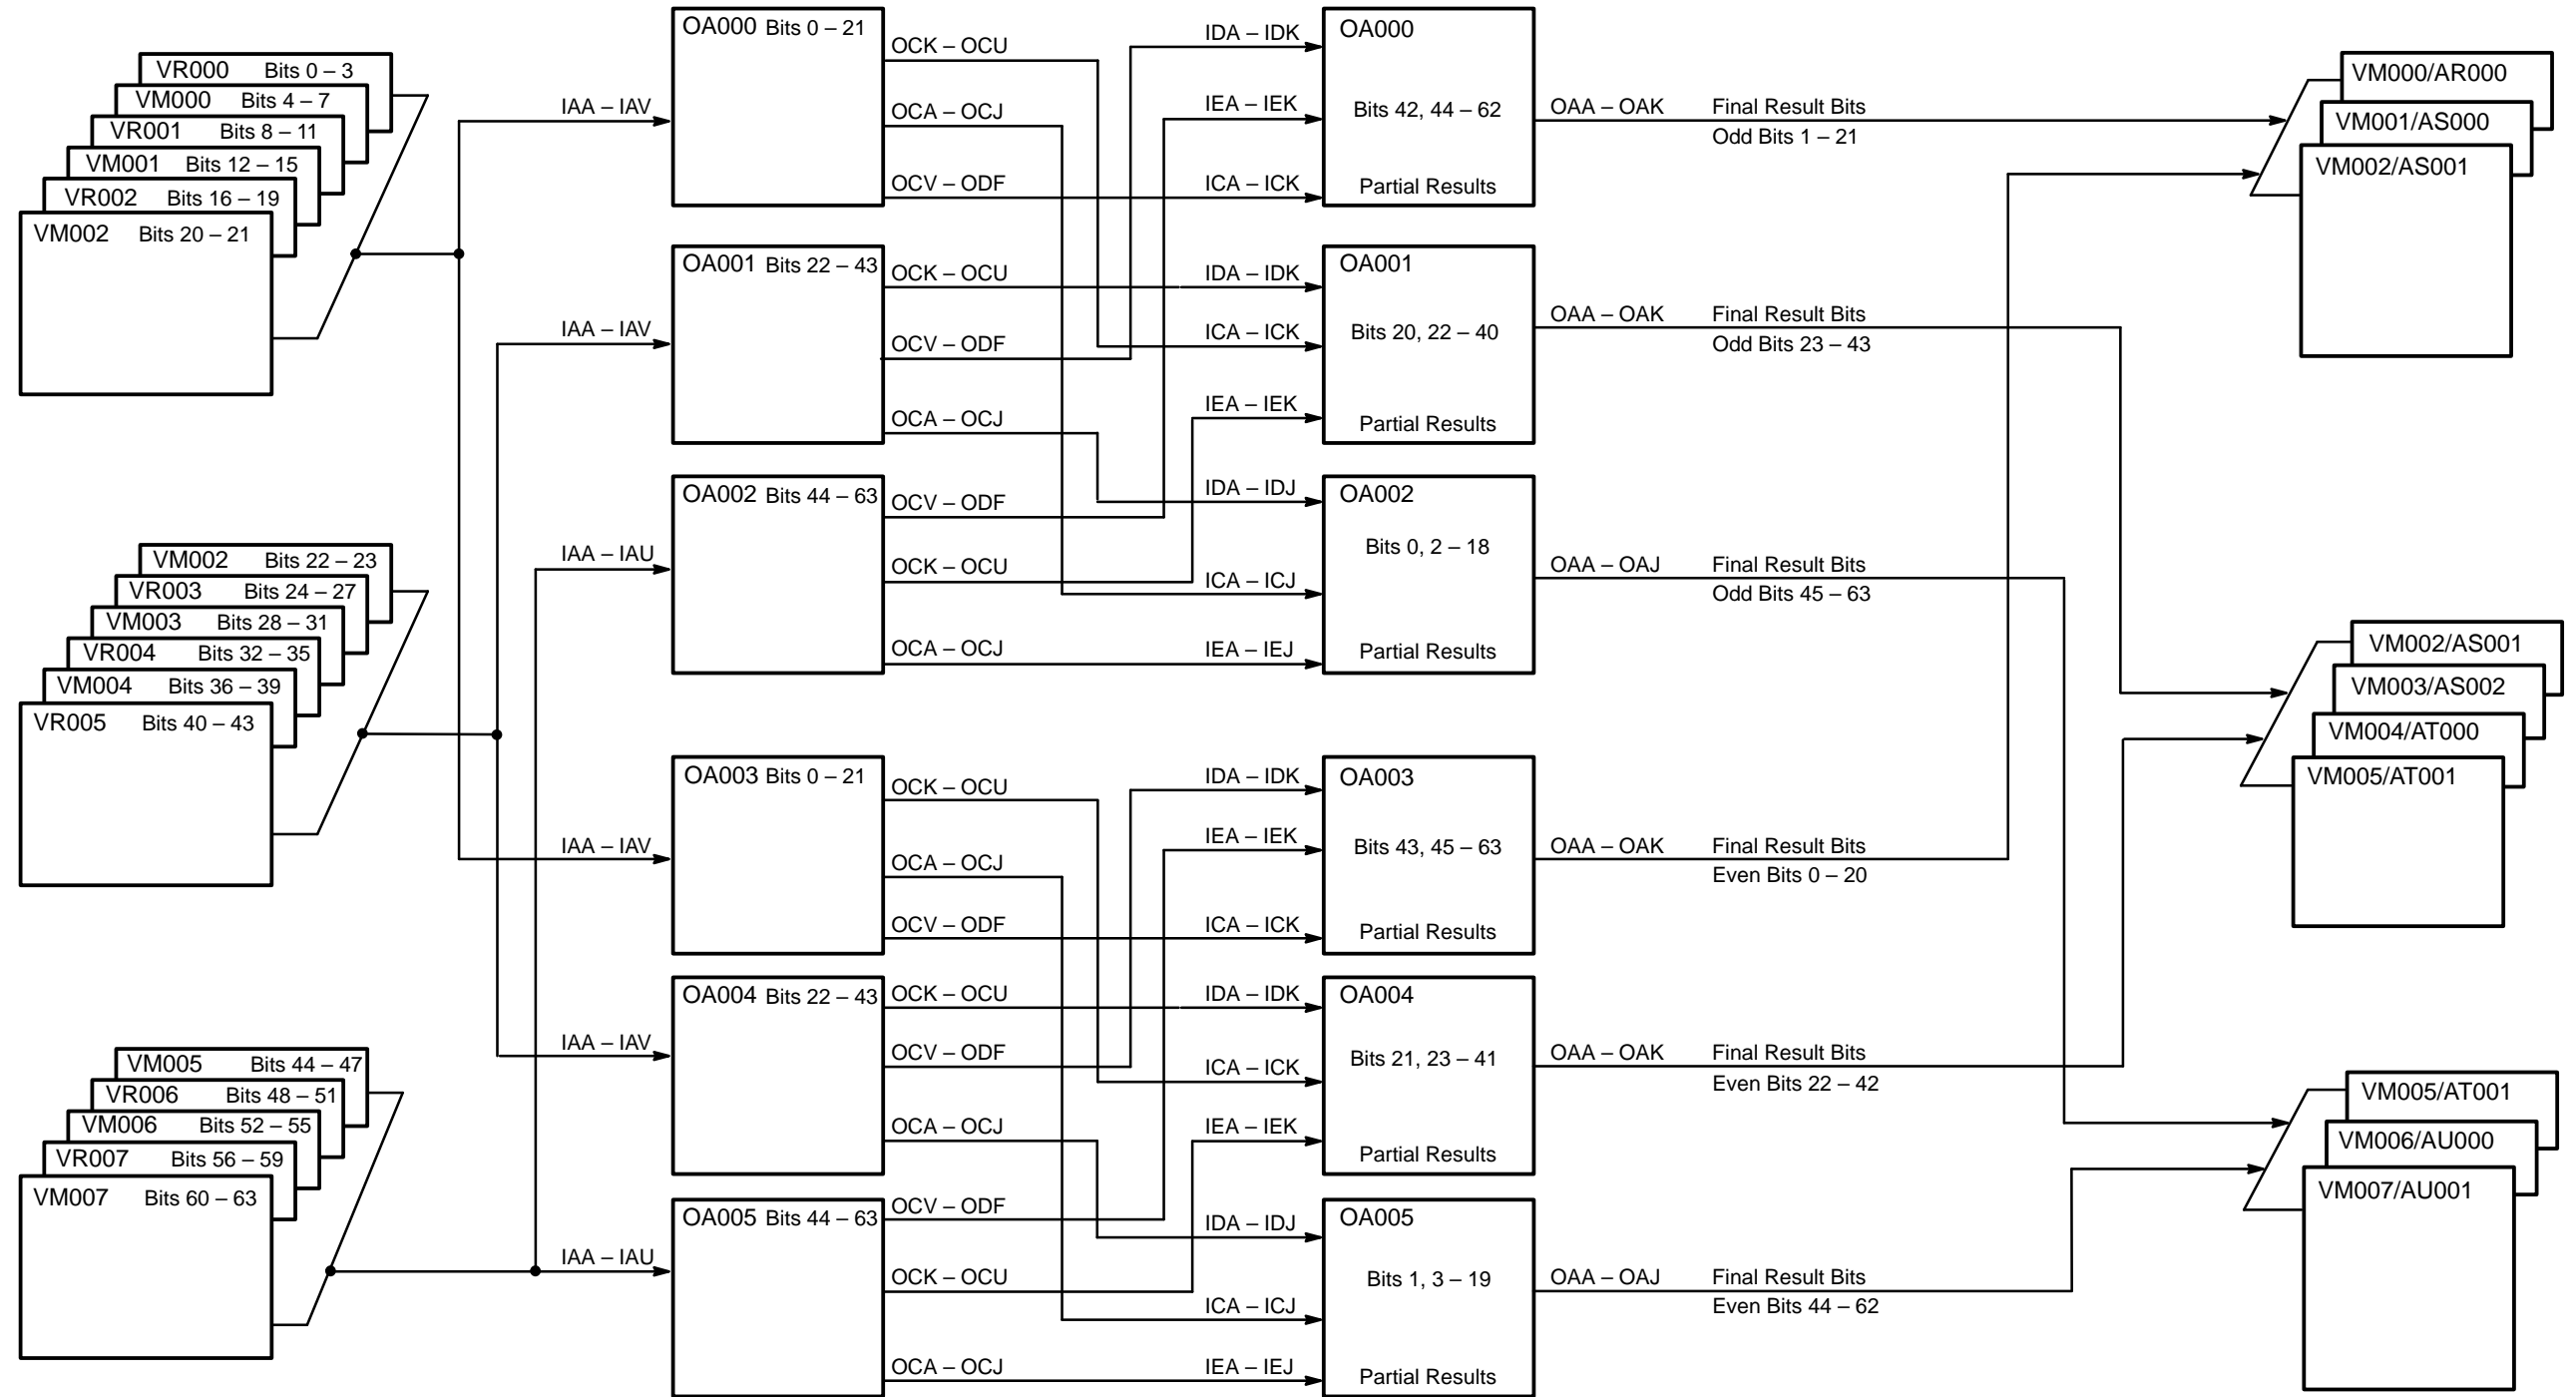 VR000 Bits 0 – 3
VM000 Bits 4 – 7
VR001 Bits 8 – 11
VM001 Bits 12 – 15
VR002 Bits 16 – 19
VM002 Bits 20 – 21
VM002 Bits 22 – 23
VR003 Bits 24 – 27
VM003 Bits 28 – 31
VR004 Bits 32 – 35
VM004 Bits 36 – 39
VR005 Bits 40 – 43
VM005 Bits 44 – 47
VR006 Bits 48 – 51
VM006 Bits 52 – 55
VR007 Bits 56 – 59
VM007 Bits 60 – 63
IAA – IAV
IAA – IAV
IAA – IAU
IAA – IAV
IAA – IAV
IAA – IAU
OA000 Bits 0 – 21
OCK – OCU
OCA – OCJ
OCV – ODF
OA001 Bits 22 – 43
OCK – OCU
OCV – ODF
OCA – OCJ
OA002 Bits 44 – 63
OCV – ODF
OCK – OCU
OCA – OCJ
OA003 Bits 0 – 21
OCK – OCU
OCA – OCJ
OCV – ODF
OA004 Bits 22 – 43
OCK – OCU
OCV – ODF
OCA – OCJ
OA005 Bits 44 – 63
OCV – ODF
OCK – OCU
OCA – OCJ
IDA – IDK
IEA – IEK
ICA – ICK
OA000
Bits 42, 44 – 62
Partial Results
IDA – IDK
ICA – ICK
IEA – IEK
OA001
Bits 20, 22 – 40
Partial Results
IDA – IDJ
ICA – ICJ
IEA – IEJ
OA002
Bits 0, 2 – 18
Partial Results
IDA – IDK
IEA – IEK
ICA – ICK
OA003
Bits 43, 45 – 63
Partial Results
IDA – IDK
ICA – ICK
IEA – IEK
OA004
Bits 21, 23 – 41
Partial Results
IDA – IDJ
ICA – ICJ
IEA – IEJ
OA005
Bits 1, 3 – 19
Partial Results
OAA – OAK Final Result Bits
Odd Bits 1 – 21
OAA – OAK Final Result Bits
Odd Bits 23 – 43
OAA – OAJ Final Result Bits
Odd Bits 45 – 63
OAA – OAK Final Result Bits
Even Bits 0 – 20
OAA – OAK Final Result Bits
Even Bits 22 – 42
OAA – OAJ Final Result Bits
Even Bits 44 – 62
VM000/AR000
VM001/AS000
VM002/AS001
VM002/AS001
VM003/AS002
VM004/AT000
VM005/AT001
VM005/AT001
VM006/AU000
VM007/AU001